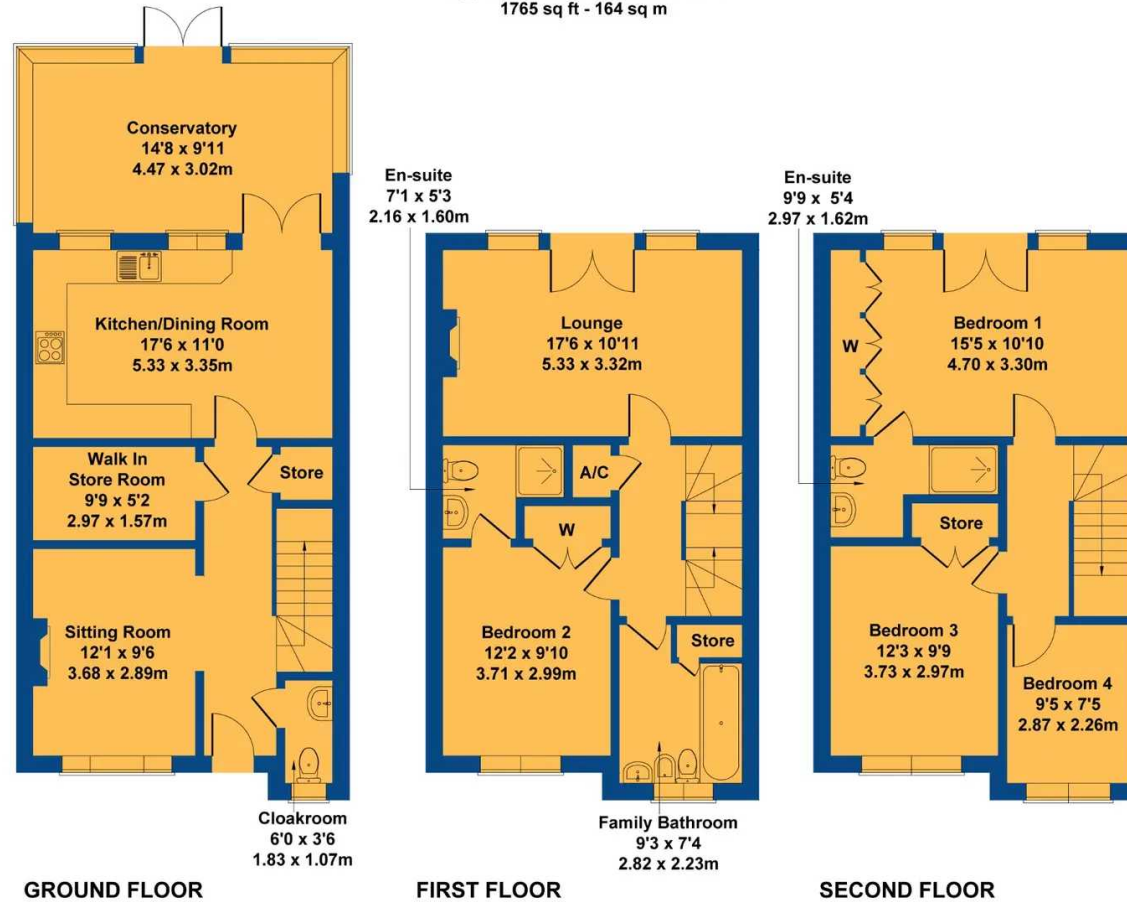 1765 sq ft - 164 sq m
Conservatory
14'8 x 9'11
4.47 x 3.02m
Kitchen/Dining Room
17'6 x 11'0
5.33 x 3.35m
Walk In
Store Room
9'9 x 5'2
2.97 x 1.57m
Store
Sitting Room
12'1 x 9'6
3.68 x 2.89m
Cloakroom
6'0 x 3'6
1.83 x 1.07m
GROUND FLOOR
En-suite
7'1 x 5'3
2.16 x 1.60m
Lounge
17'6 x 10'11
5.33 x 3.32m
A/C
W
Bedroom 2
12'2 x 9'10
3.71 x 2.99m
Store
Family Bathroom
9'3 x 7'4
2.82 x 2.23m
FIRST FLOOR
En-suite
9'9 x 5'4
2.97 x 1.62m
W
Bedroom 1
15'5 x 10'10
4.70 x 3.30m
Store
Bedroom 3
12'3 x 9'9
3.73 x 2.97m
Bedroom 4
9'5 x 7'5
2.87 x 2.26m
SECOND FLOOR